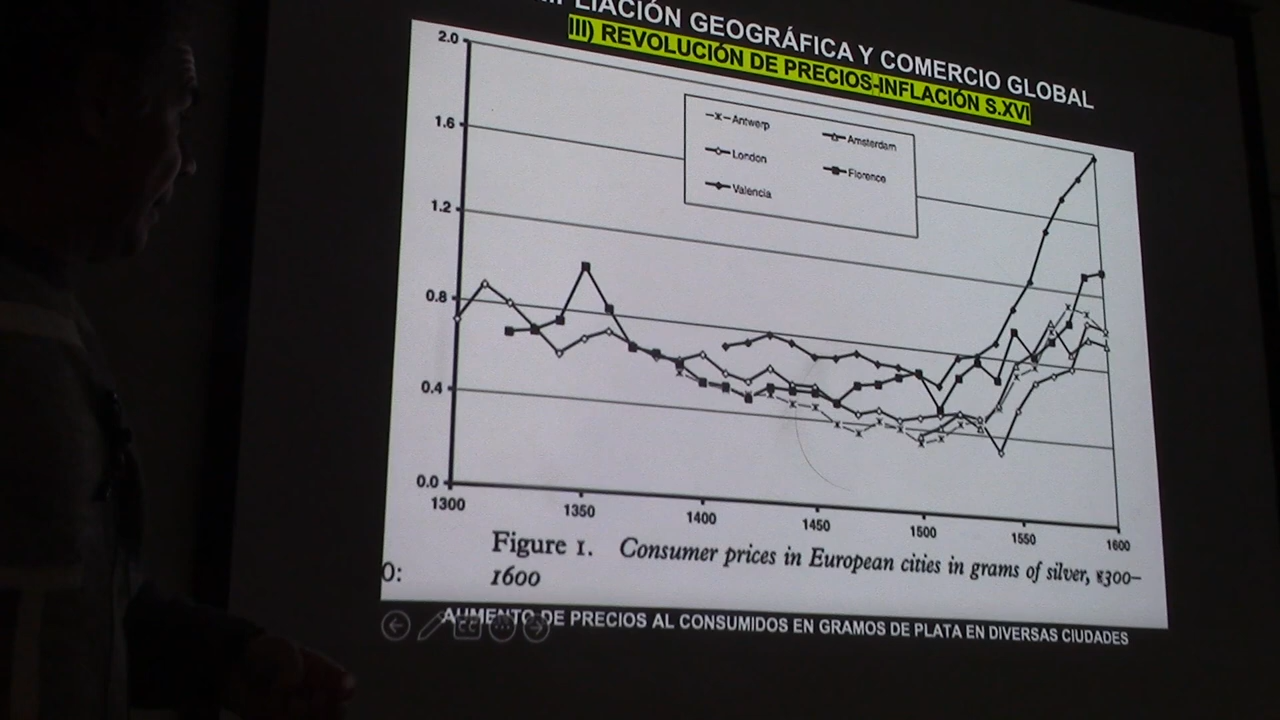 AMPLIACIÓN GEOGRÁFICA Y COMERCIO GLOBAL
III) REVOLUCIÓN DE PRECIOS-INFLACIÓN S.XVI
2.0
1.6
1.2
0.8
0.4
0.0
Antwerp
Amsterdam
London
Florence
Valencia
1300
1350
1400
1450
1500
1550
1600
Figure 1. Consumer prices in European cities in grams of silver, 1300–
1600
0:
AUMENTO DE PRECIOS AL CONSUMIDOS EN GRAMOS DE PLATA EN DIVERSAS CIUDADES